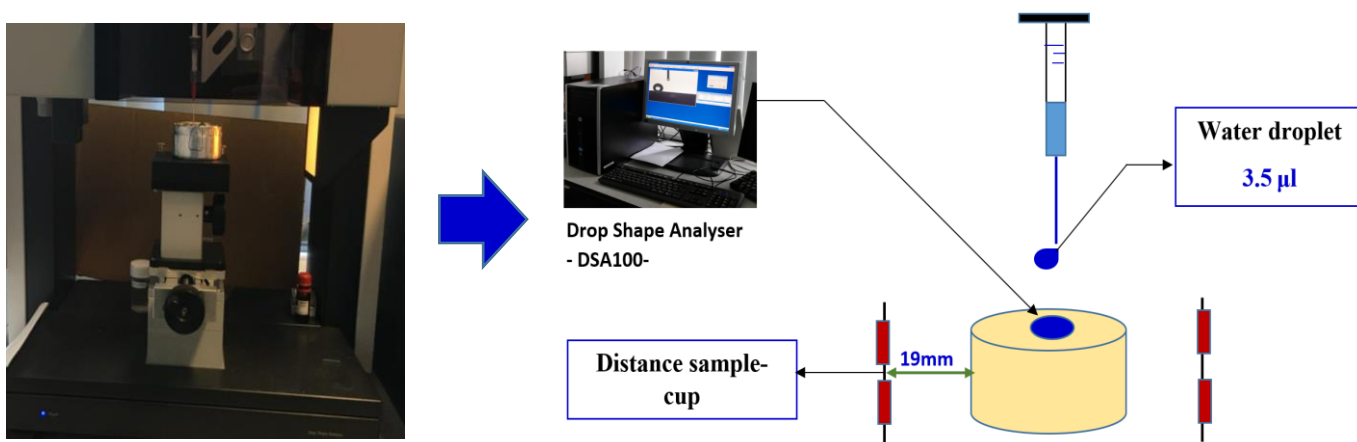 Drop Shape Analyser
- DSA100-
Water droplet
3.5 µl
Distance sample-
cup
19mm